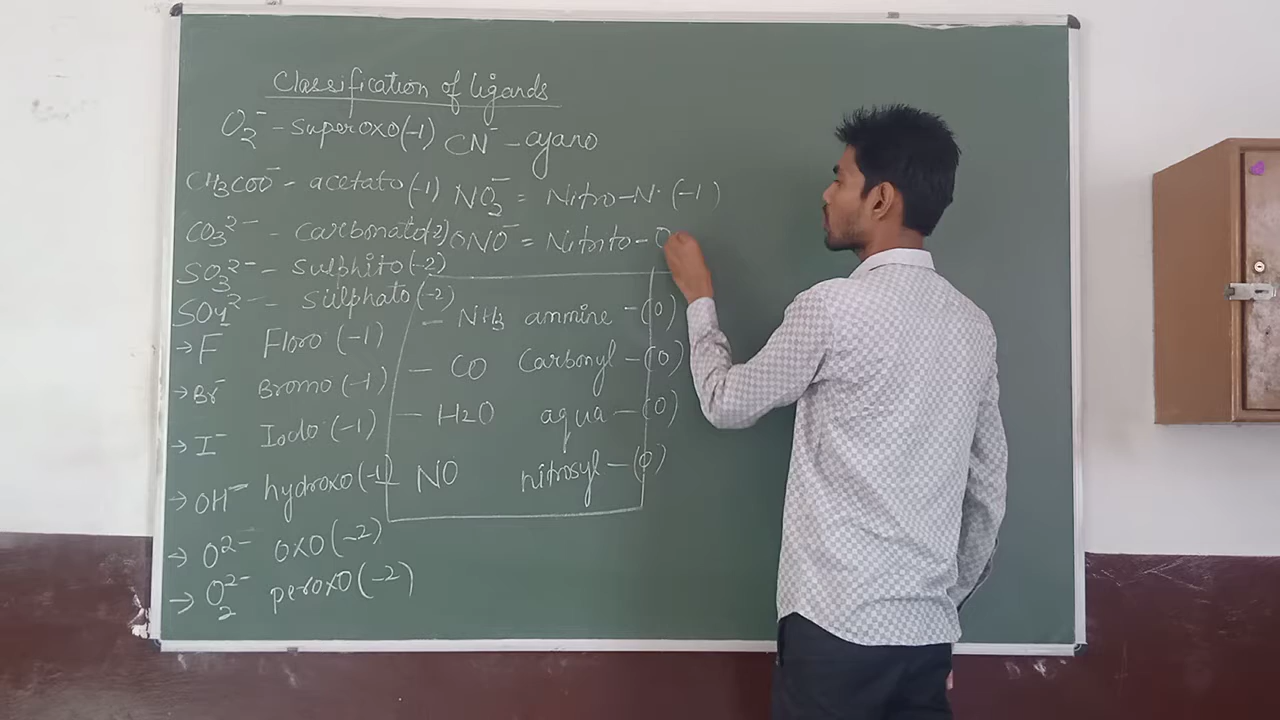 Classification of ligands
O₂⁻ - superoxo (-1) CN⁻ - cyano
CH₃COO⁻ - acetato (-1) NO₂⁻ = Nitro-N. (-1)
CO₃²⁻ - carbonato (-2) ONO⁻ = Nitrito - O
SO₃²⁻ - Sulphito (-2)
SO₄²⁻ - Sulphato (-2)
- NH₃ ammine - (0)
→ F⁻ Floro (-1)
- CO Carbonyl - (0)
→ Br⁻ Bromo (-1)
- H₂O aqua - (0)
→ I⁻ Iodo (-1)
NO nitrosyl - (0)
→ OH⁻ hydroxo (-1)
→ O²⁻ oxo (-2)
→ O₂²⁻ peroxo (-2)